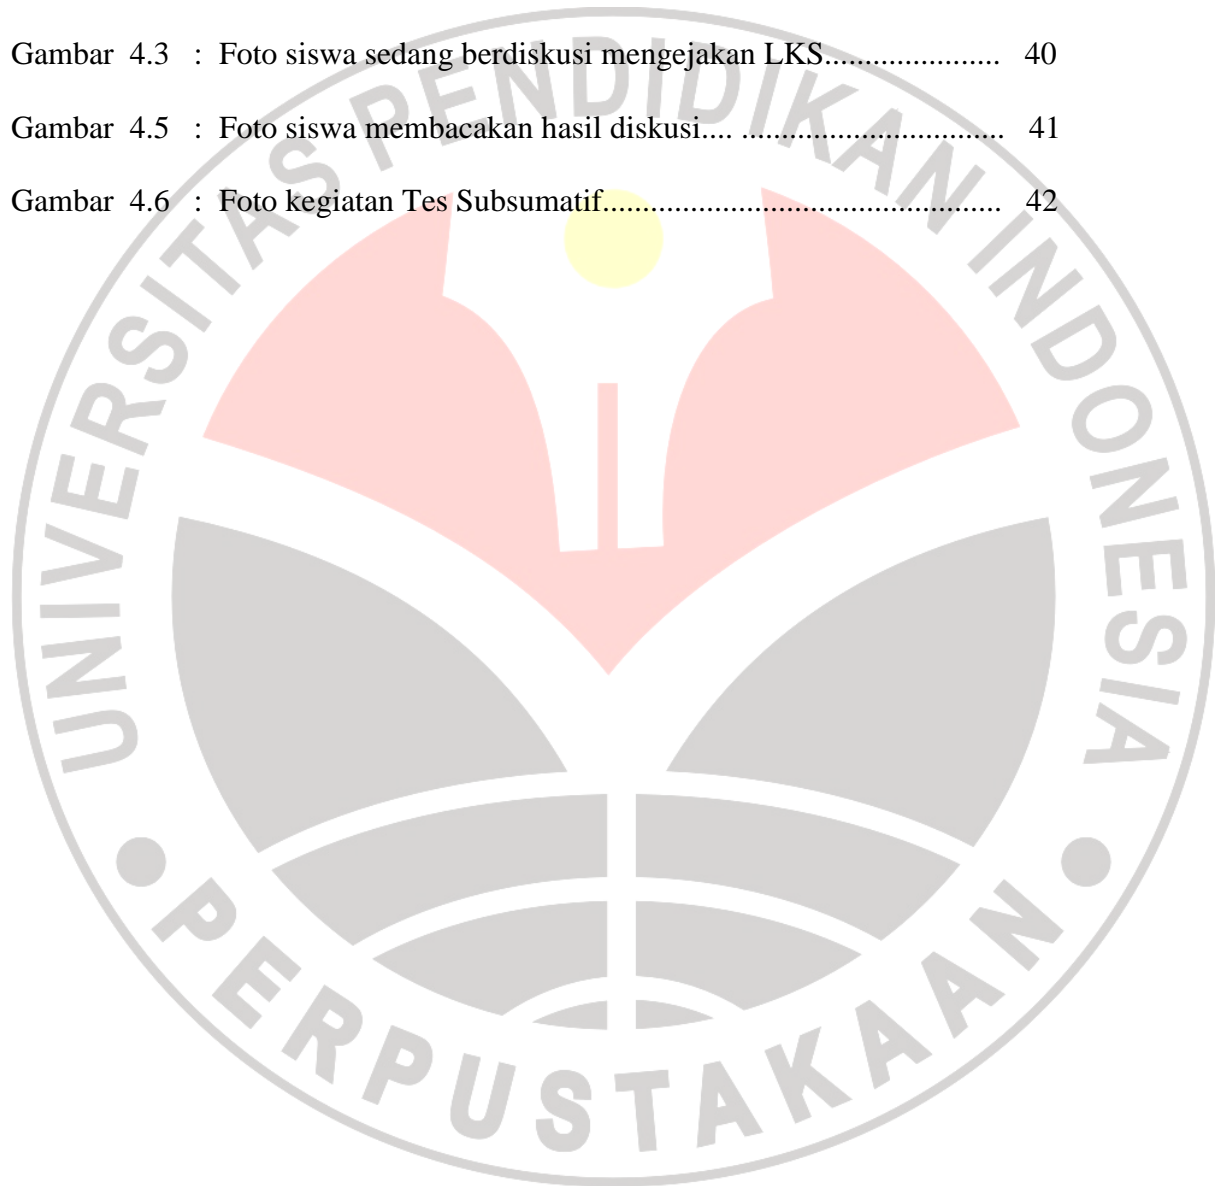 Gambar 4.3 : Foto siswa sedang berdiskusi mengejakan LKS...................... 40
Gambar 4.5 : Foto siswa membacakan hasil diskusi.... ................................. 41
Gambar 4.6 : Foto kegiatan Tes Subsumatif.................................................. 42
UNIVERSITAS PENDIDIKAN INDONESIA
PERPUSTAKAAN